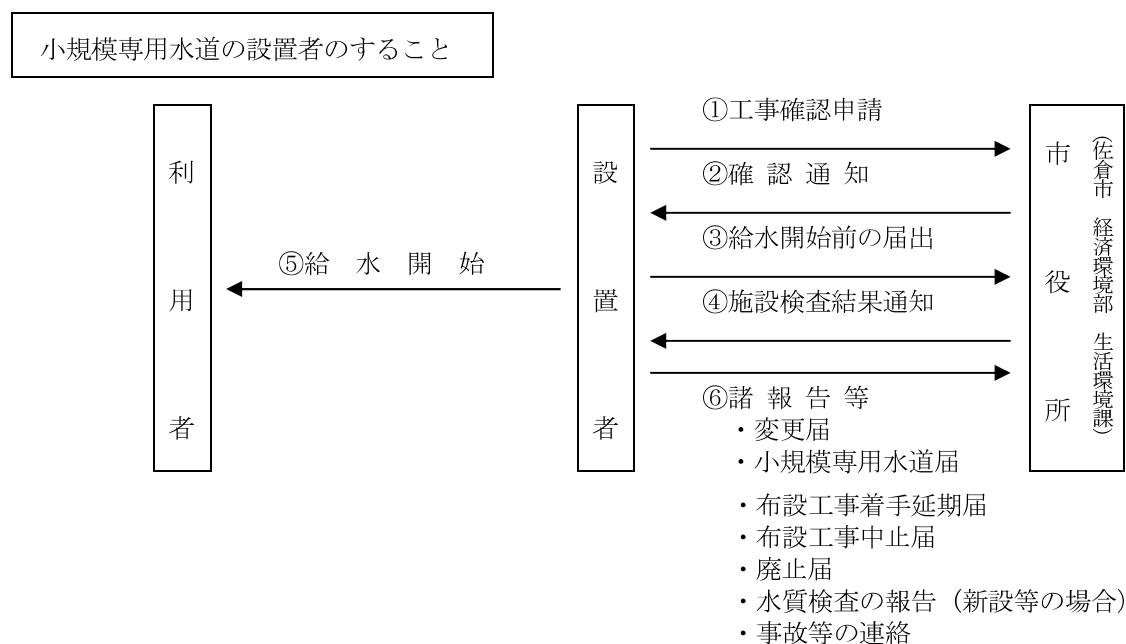 小規模専用水道の設置者のすること
利用者
⑤給水開始
設置者
①工事確認申請
②確認通知
③給水開始前の届出
④施設検査結果通知
⑥諸報告等
・変更届
・小規模専用水道届
・布設工事着手延期届
・布設工事中止届
・廃止届
・水質検査の報告（新設等の場合）
・事故等の連絡
市役所
（佐倉市　経済環境部　生活環境課）